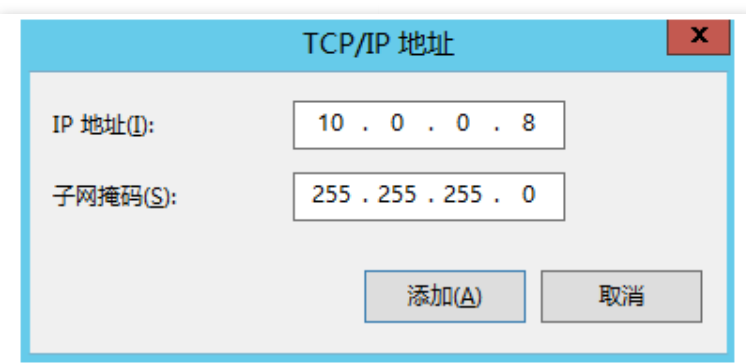 TCP/IP 地址
X
IP 地址(I): 10 . 0 . 0 . 8
子网掩码(S): 255 . 255 . 255 . 0
添加(A) 取消